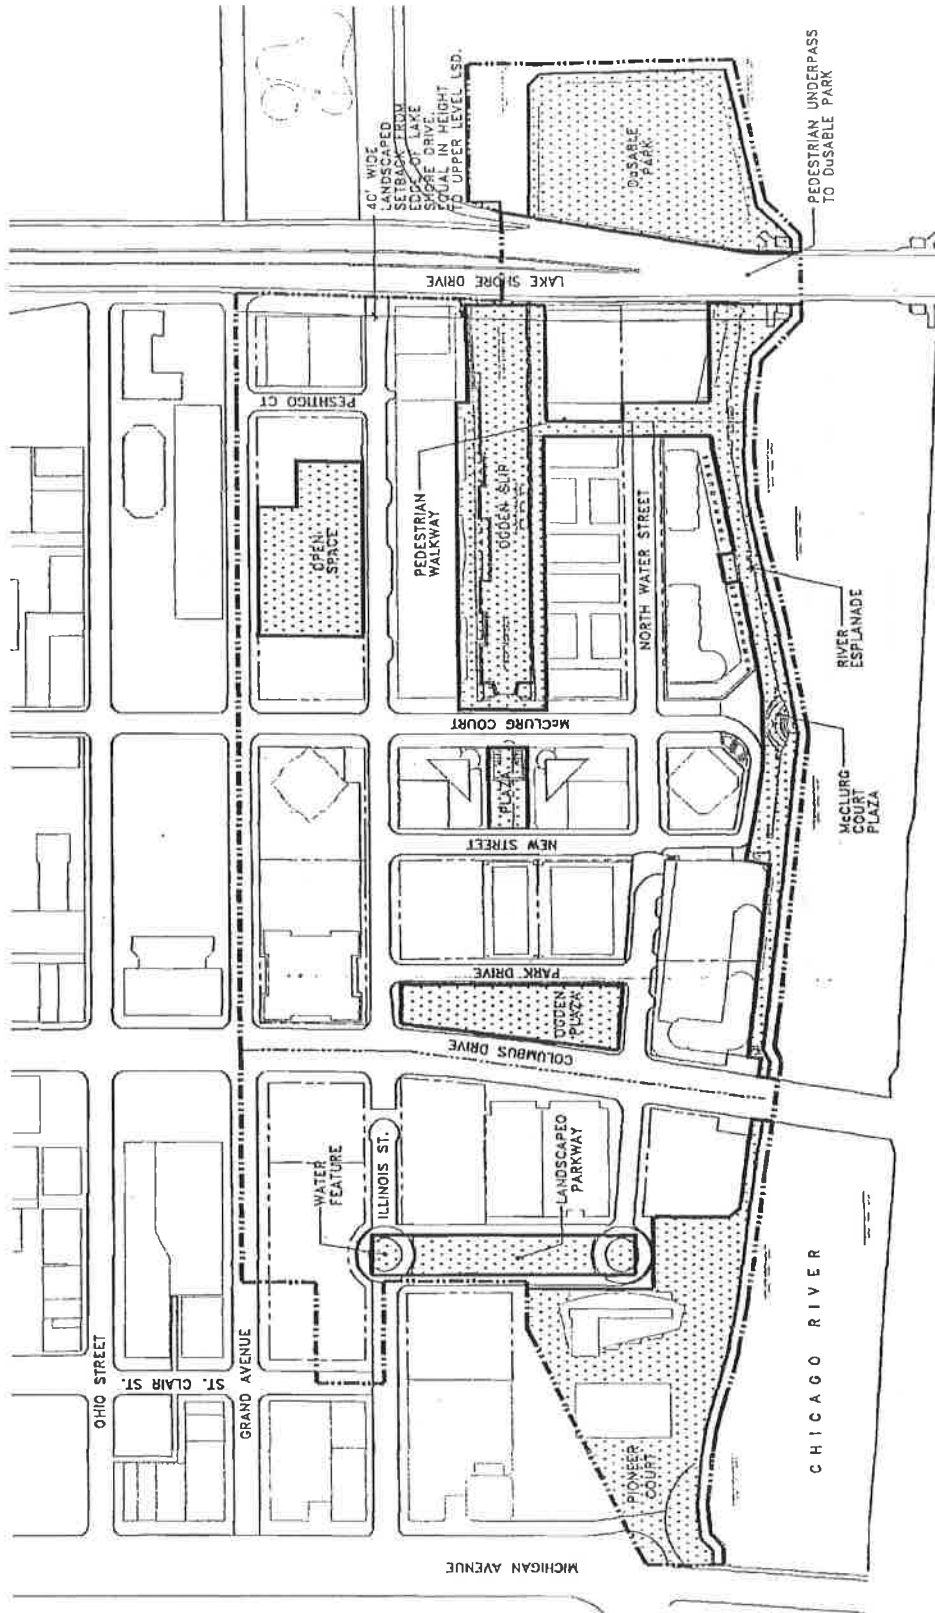 40' WIDE
LANDSCAPED
SETBACK FROM
EDGE OF LAKE
SHORE DRIVE.
EQUAL IN HEIGHT
TO UPPER LEVEL LSD.
DuSABLE
PARK
PEDESTRIAN UNDERPASS
TO DuSABLE PARK
LAKE SHORE DRIVE
PESHTIGO CT
OPEN
SPACE
PEDESTRIAN
WALKWAY
OGDEN SLIP
NORTH WATER STREET
RIVER
ESPLANADE
McCLURG COURT
McCLURG
COURT
PLAZA
PLAZA
NEW STREET
PARK DRIVE
OGDEN
PLAZA
COLUMBUS DRIVE
WATER
FEATURE
ILLINOIS ST.
LANDSCAPED
PARKWAY
OHIO STREET
ST. CLAIR ST.
GRAND AVENUE
PIONEER
COURT
CHICAGO RIVER
MICHIGAN AVENUE